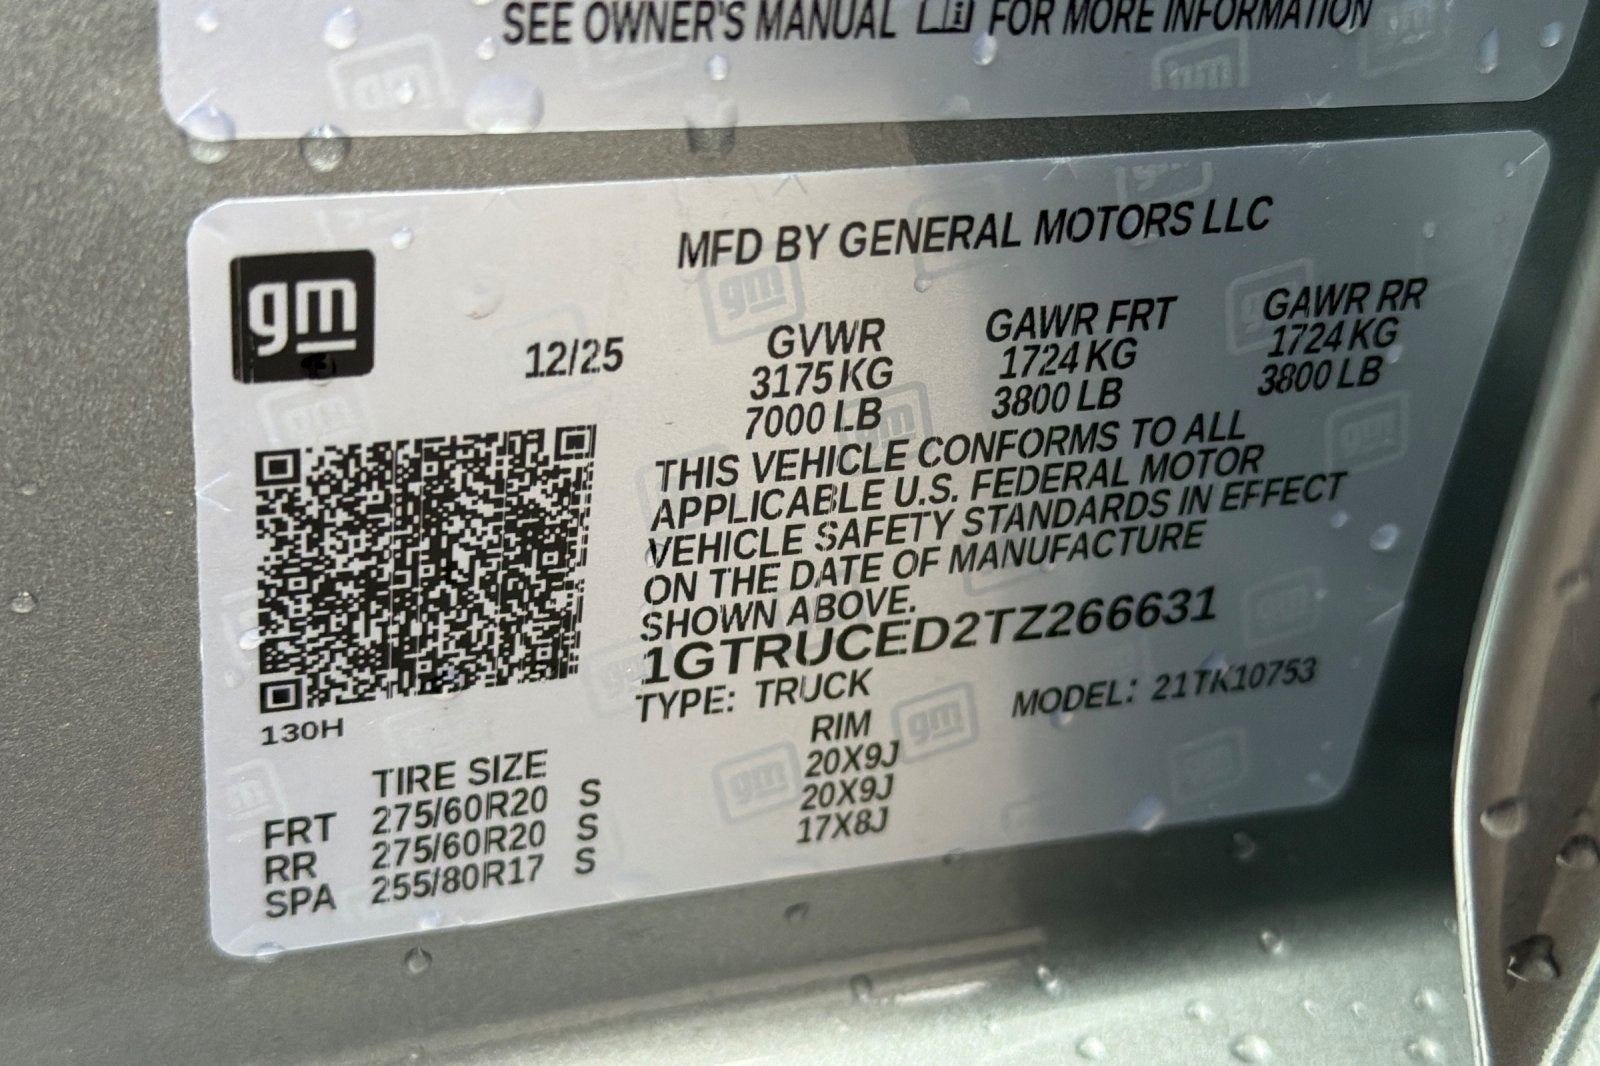 SEE OWNER'S MANUAL FOR MORE INFORMATION
gm
MFD BY GENERAL MOTORS LLC
12/25
GVWR GAWR FRT GAWR RR
3175 KG 1724 KG 1724 KG
7000 LB 3800 LB 3800 LB
THIS VEHICLE CONFORMS TO ALL
APPLICABLE U.S. FEDERAL MOTOR
VEHICLE SAFETY STANDARDS IN EFFECT
ON THE DATE OF MANUFACTURE
SHOWN ABOVE.
1GTRUCED2TZ266631
TYPE: TRUCK MODEL: 21TK10753
130H
TIRE SIZE RIM
FRT 275/60R20 S 20X9J
RR 275/60R20 S 20X9J
SPA 255/80R17 S 17X8J